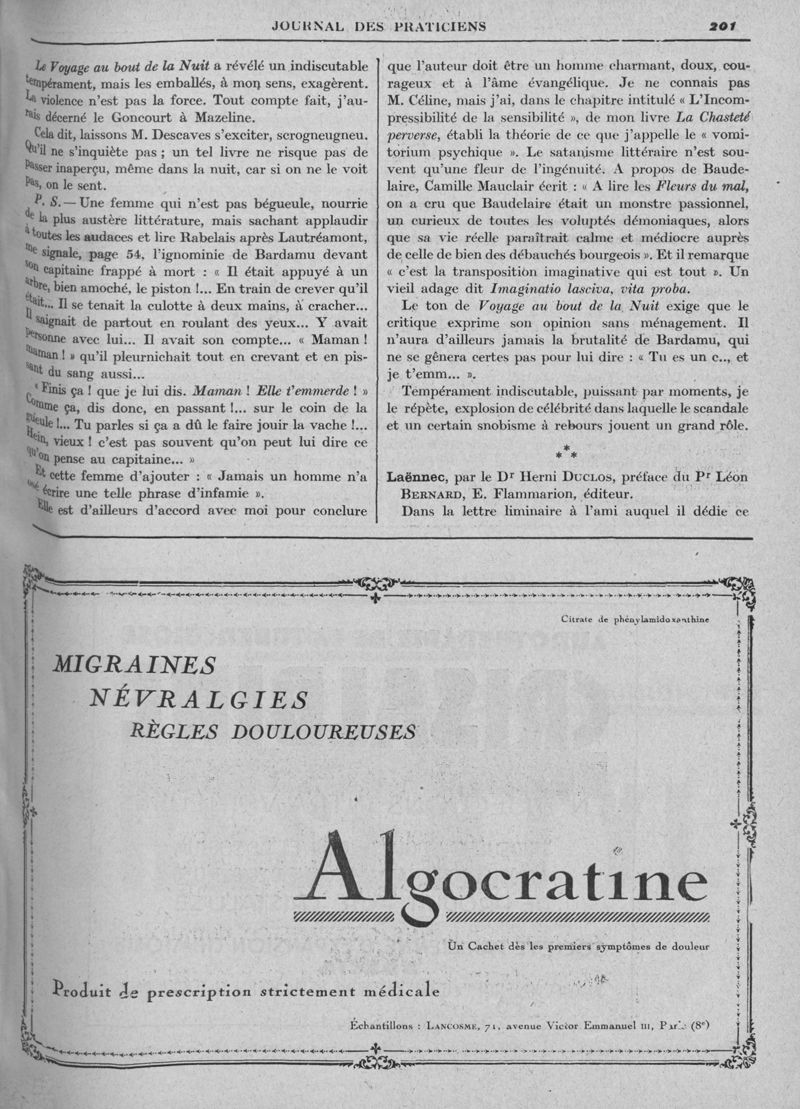 JOURNAL DES PRATICIENS 201
Le Voyage au bout de la Nuit a révélé un indiscutable
tempérament, mais les emballés, à mon sens, exagèrent.
La violence n'est pas la force. Tout compte fait, j'au-
rais décerné le Goncourt à Mazeline.
Cela dit, laissons M. Descaves s'exciter, scrogneugneu.
Qu'il ne s'inquiète pas ; un tel livre ne risque pas de
passer inaperçu, même dans la nuit, car si on ne le voit
pas, on le sent.
P. S. — Une femme qui n'est pas bégueule, nourrie
de la plus austère littérature, mais sachant applaudir
à toutes les audaces et lire Rabelais après Lautréamont,
me signale, page 54, l'ignominie de Bardamu devant
son capitaine frappé à mort : « Il était appuyé à un
arbre, bien amoché, le piston !... En train de crever qu'il
était... Il se tenait la culotte à deux mains, à cracher...
Il saignait de partout en roulant des yeux... Y avait
personne avec lui... Il avait son compte... « Maman !
maman ! » qu'il pleurnichait tout en crevant et en pis-
sant du sang aussi...
« Finis ça ! que je lui dis. Maman ! Elle t'emmerde ! »
Comme ça, dis donc, en passant !... sur le coin de la
gueule !... Tu parles si ça a dû le faire jouir la vache !...
Hein, vieux ! c'est pas souvent qu'on peut lui dire ce
qu'on pense au capitaine... »
Et cette femme d'ajouter : « Jamais un homme n'a
osé écrire une telle phrase d'infamie ».
Elle est d'ailleurs d'accord avec moi pour conclure
que l'auteur doit être un homme charmant, doux, cou-
rageux et à l'âme évangélique. Je ne connais pas
M. Céline, mais j'ai, dans le chapitre intitulé « L'Incom-
pressibilité de la sensibilité », de mon livre La Chasteté
perverse, établi la théorie de ce que j'appelle le « vomi-
torium psychique ». Le satanisme littéraire n'est sou-
vent qu'une fleur de l'ingénuité. A propos de Baude-
laire, Camille Mauclair écrit : « A lire les Fleurs du mal,
on a cru que Baudelaire était un monstre passionnel,
un curieux de toutes les voluptés démoniaques, alors
que sa vie réelle paraîtrait calme et médiocre auprès
de celle de bien des débauchés bourgeois ». Et il remarque
« c'est la transposition imaginative qui est tout ». Un
vieil adage dit Imaginatio lasciva, vita proba.
Le ton de Voyage au bout de la Nuit exige que le
critique exprime son opinion sans ménagement. Il
n'aura d'ailleurs jamais la brutalité de Bardamu, qui
ne se gênera certes pas pour lui dire : « Tu es un c.., et
je t'emm... ».
Tempérament indiscutable, puissant par moments, je
le répète, explosion de célébrité dans laquelle le scandale
et un certain snobisme à rebours jouent un grand rôle.
*
* *
Laënnec, par le Dr Herni DUCLOS, préface du Pr Léon
BERNARD, E. Flammarion, éditeur.
Dans la lettre liminaire à l'ami auquel il dédie ce
Citrate de phénylamidoxanthine
MIGRAINES
NÉVRALGIES
RÈGLES DOULOUREUSES
Algocratine
Un Cachet dès les premiers symptômes de douleur
Produit de prescription strictement médicale
Échantillons : LANCOSME, 71, avenue Victor Emmanuel III, Paris (8e)